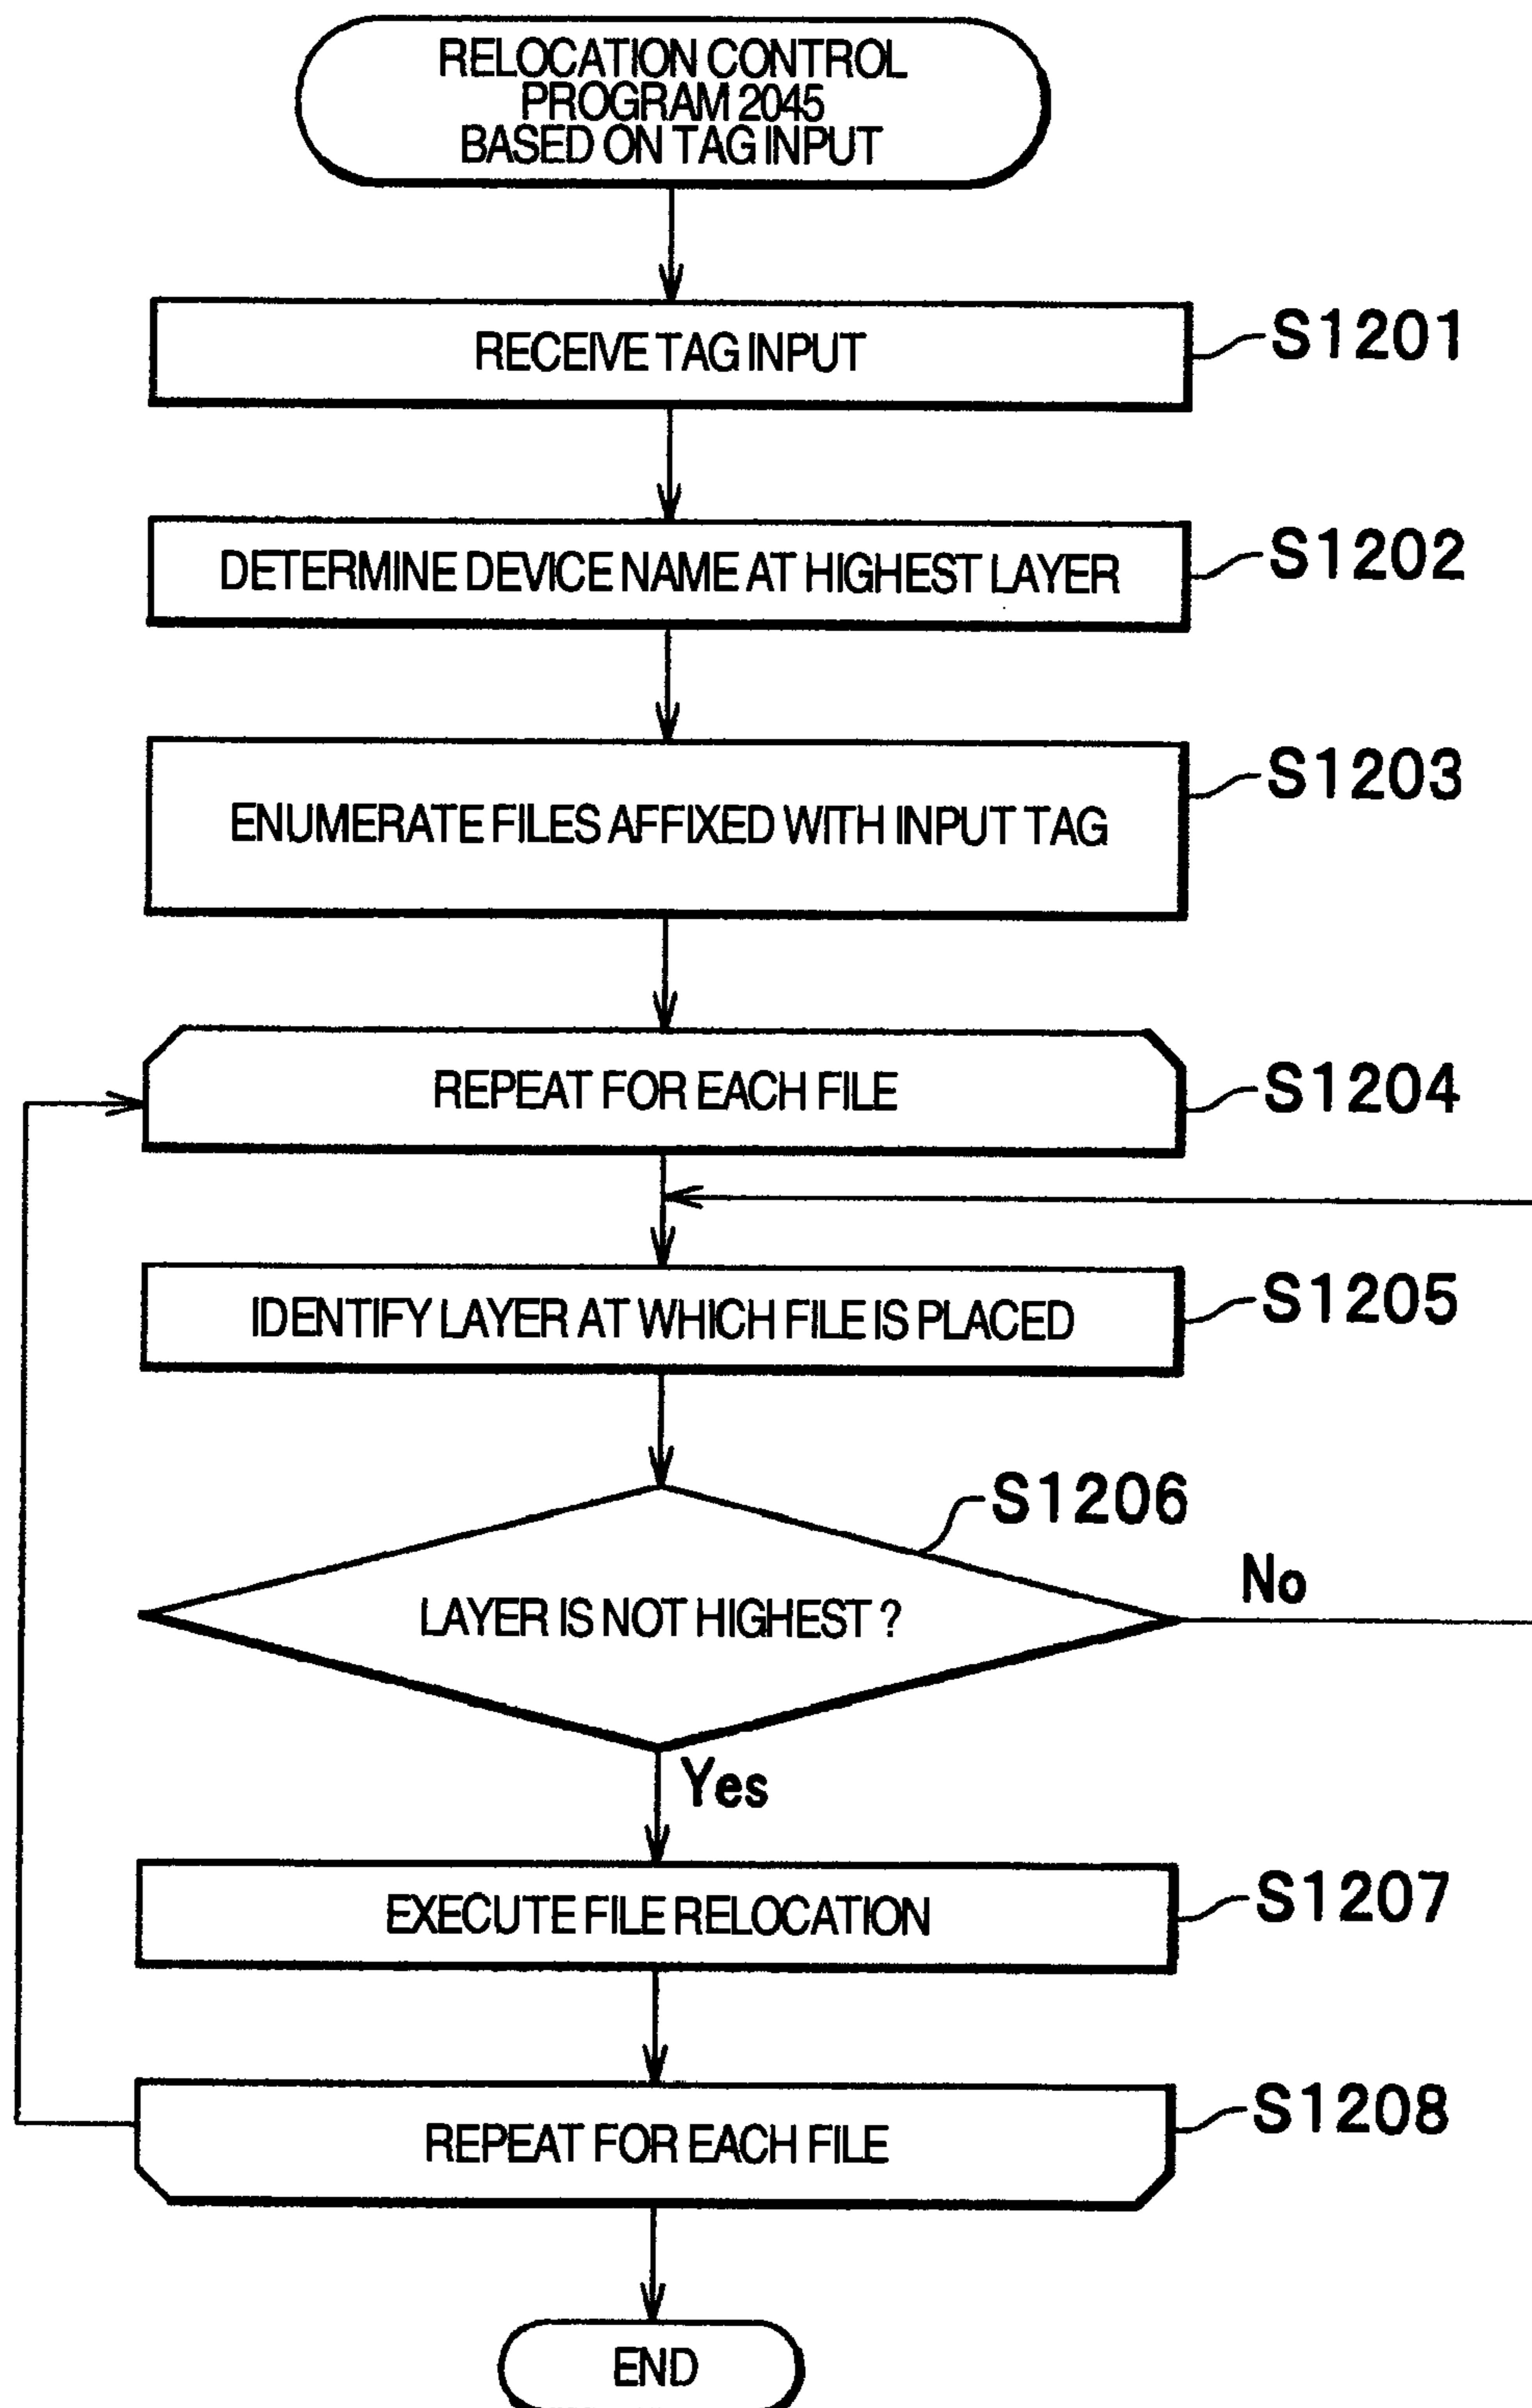 RELOCATION CONTROL
PROGRAM 2045
BASED ON TAG INPUT
RECEIVE TAG INPUT
S1201
DETERMINE DEVICE NAME AT HIGHEST LAYER
S1202
ENUMERATE FILES AFFIXED WITH INPUT TAG
S1203
REPEAT FOR EACH FILE
S1204
IDENTIFY LAYER AT WHICH FILE IS PLACED
S1205
S1206
LAYER IS NOT HIGHEST ?
No
Yes
EXECUTE FILE RELOCATION
S1207
REPEAT FOR EACH FILE
S1208
END